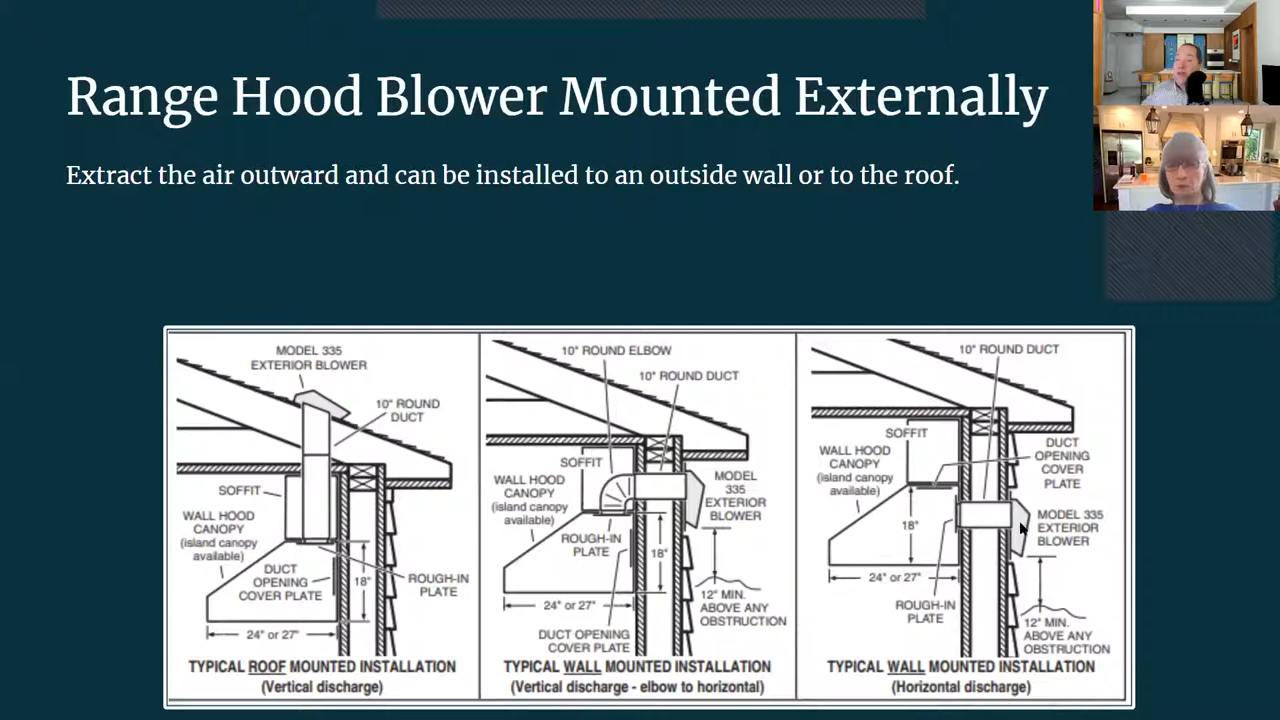 Range Hood Blower Mounted Externally
Extract the air outward and can be installed to an outside wall or to the roof.
MODEL 335
EXTERIOR BLOWER
10" ROUND
DUCT
SOFFIT
WALL HOOD
CANOPY
(island canopy
available)
DUCT
OPENING
COVER PLATE
18"
ROUGH-IN
PLATE
24" or 27"
TYPICAL ROOF MOUNTED INSTALLATION
(Vertical discharge)
10" ROUND ELBOW
10" ROUND DUCT
SOFFIT
WALL HOOD
CANOPY
(island canopy
available)
MODEL
335
EXTERIOR
BLOWER
ROUGH-IN
PLATE
18"
24" or 27"
12" MIN.
ABOVE ANY
OBSTRUCTION
DUCT OPENING
COVER PLATE
TYPICAL WALL MOUNTED INSTALLATION
(Vertical discharge - elbow to horizontal)
10" ROUND DUCT
SOFFIT
DUCT
OPENING
COVER
PLATE
WALL HOOD
CANOPY
(island canopy
available)
18"
MODEL 335
EXTERIOR
BLOWER
24" or 27"
ROUGH-IN
PLATE
12" MIN.
ABOVE ANY
OBSTRUCTION
TYPICAL WALL MOUNTED INSTALLATION
(Horizontal discharge)